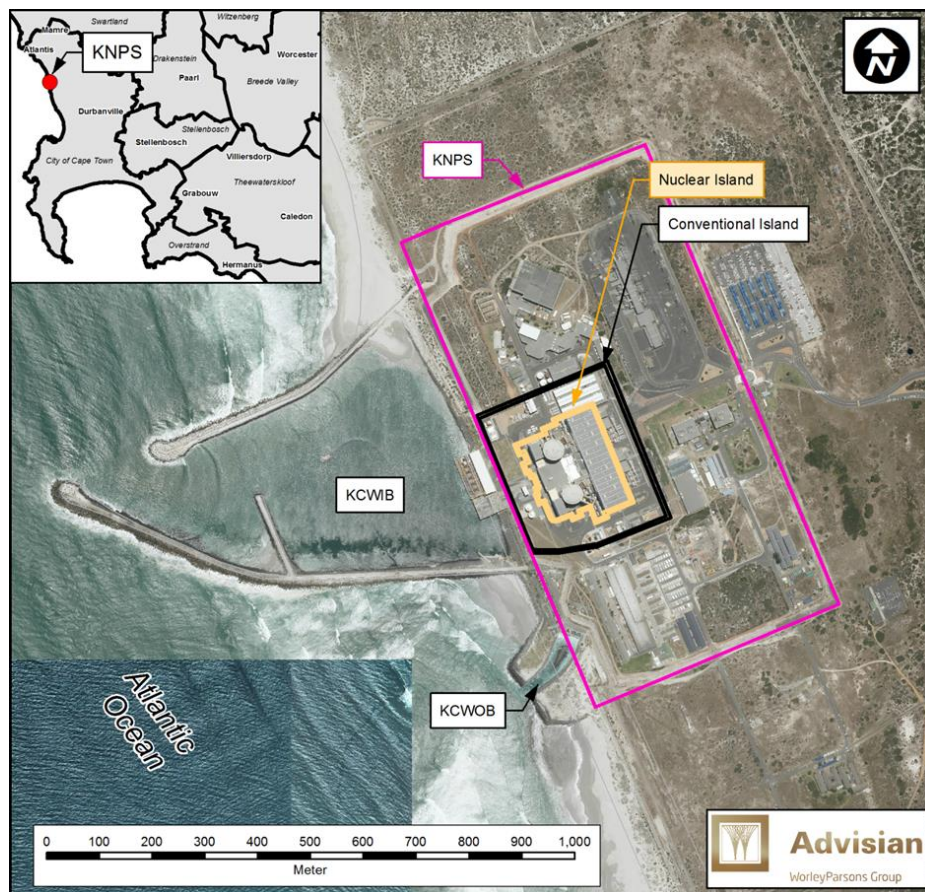 Swartland
Witzenberg
Mamre
Atlantis
KNPS
Drakenstein
Worcester
Paarl
Breede Valley
Durbanville
Stellenbosch
Stellenbosch
City of Cape Town
Villiersdorp
Theewaterskloof
Grabouw
Caledon
Overstrand
Hermanus
N
KNPS
Nuclear Island
Conventional Island
KCWIB
KCWOB
Atlantic
Ocean
0 100 200 300 400 500 600 700 800 900 1,000
Meter
Advisian
WorleyParsons Group